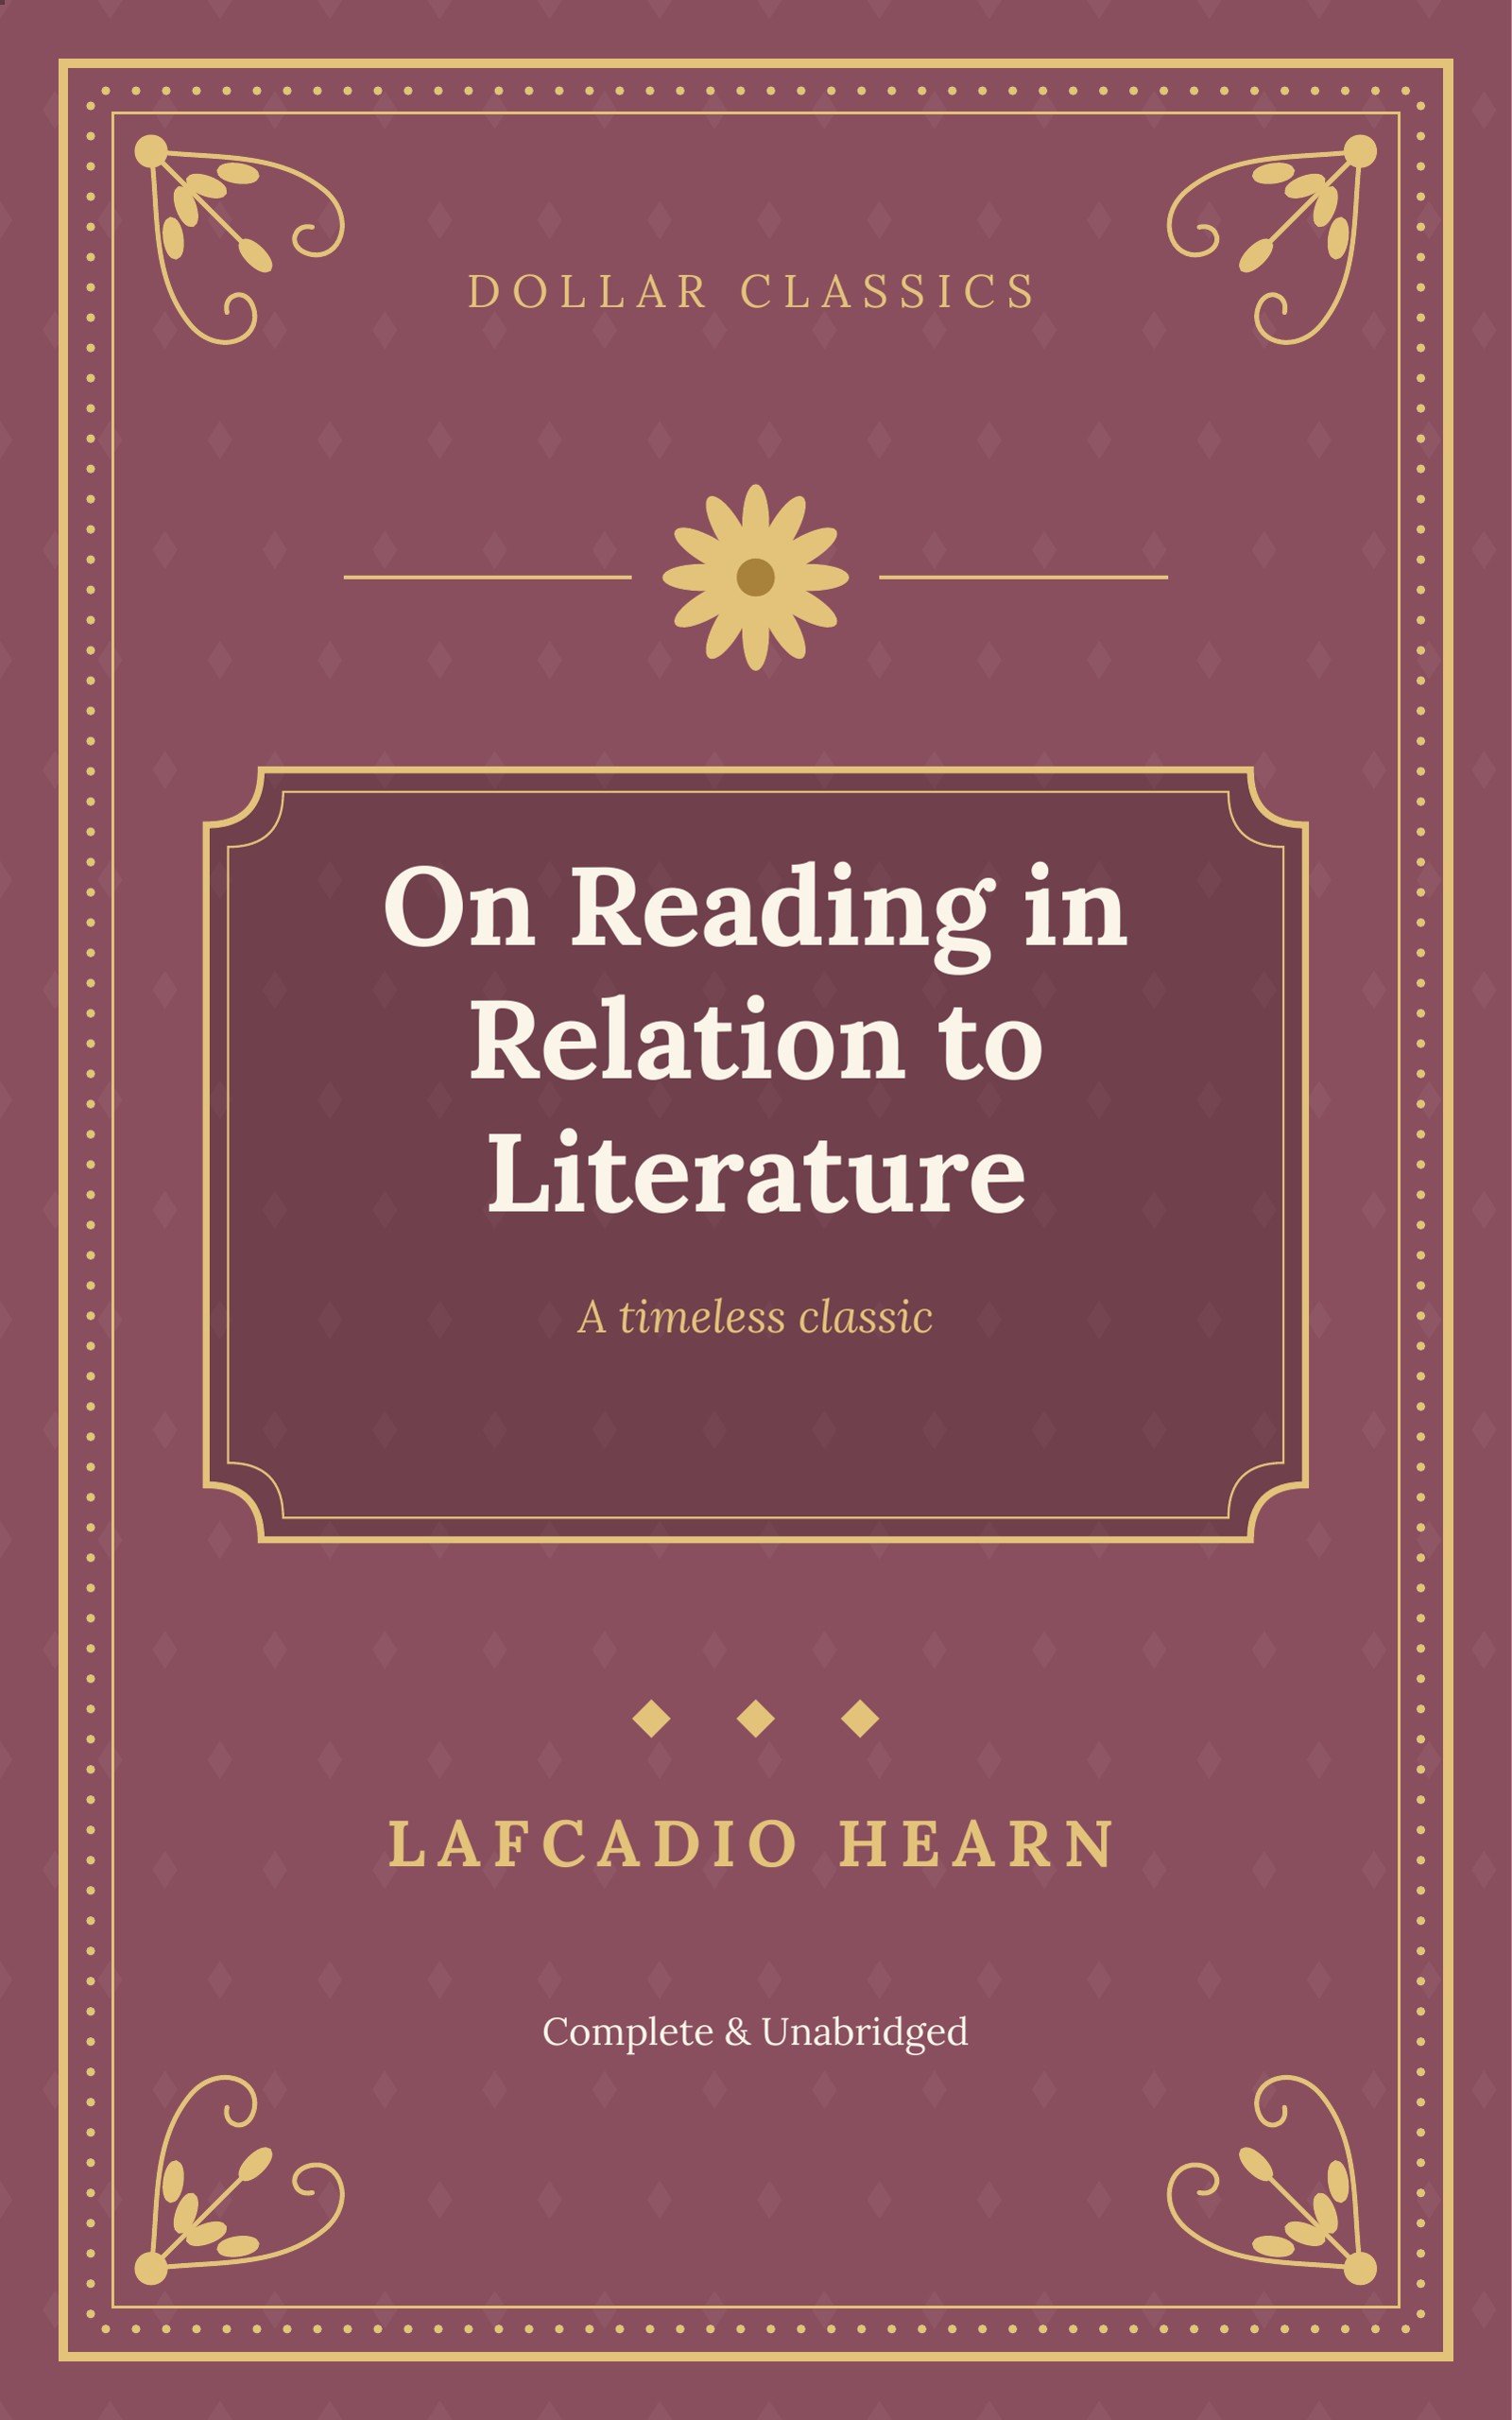 DOLLAR CLASSICS
On Reading in
Relation to
Literature
A timeless classic
LAFCADIO HEARN
Complete & Unabridged